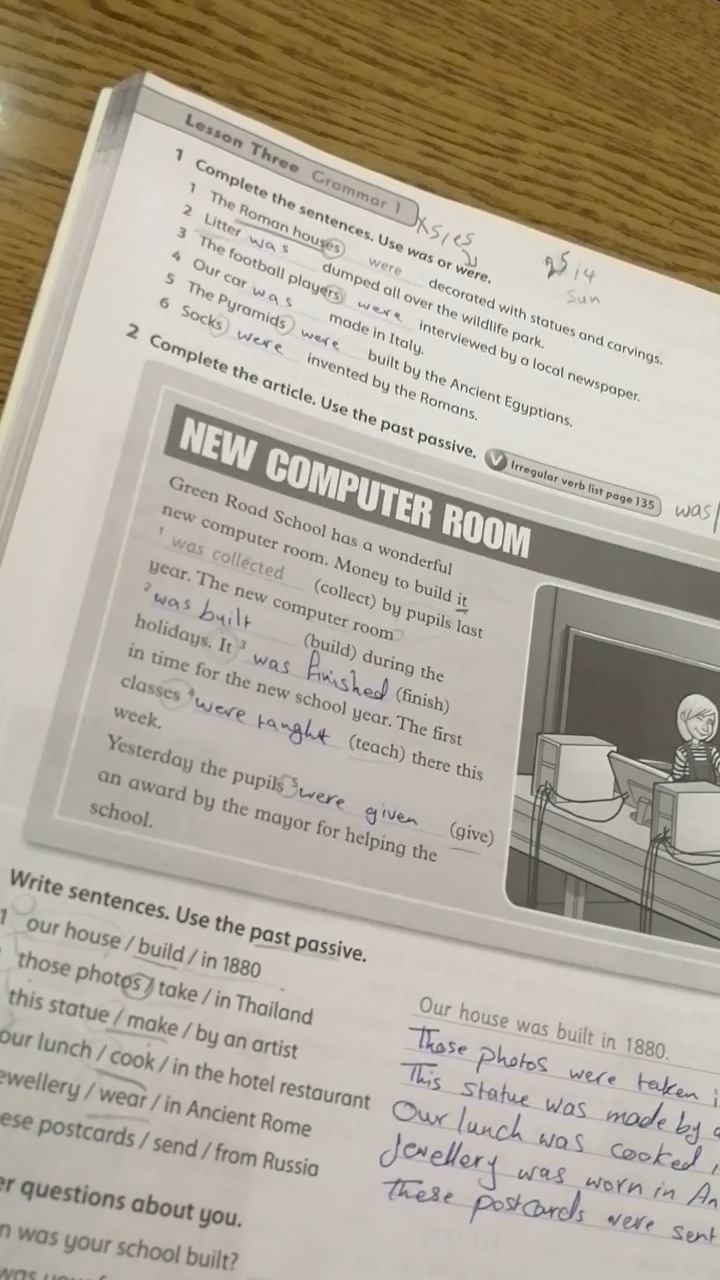 Lesson Three Grammar 1
xs/es
25/4
Sun
1 Complete the sentences. Use was or were.
1 The Roman houses were decorated with statues and carvings.
2 Litter was dumped all over the wildlife park.
3 The football players were interviewed by a local newspaper.
4 Our car was made in Italy.
5 The Pyramids were built by the Ancient Egyptians.
6 Socks were invented by the Romans.
2 Complete the article. Use the past passive.
V Irregular verb list page 135
was/
NEW COMPUTER ROOM
Green Road School has a wonderful
new computer room. Money to build it
1 was collected (collect) by pupils last
year. The new computer room
2 was built (build) during the
holidays. It 3 was finished (finish)
in time for the new school year. The first
classes 4 were taught (teach) there this
week.
Yesterday the pupils 5 were given (give)
an award by the mayor for helping the
school.
Write sentences. Use the past passive.
1 our house / build / in 1880
those photos / take / in Thailand
this statue / make / by an artist
our lunch / cook / in the hotel restaurant
ewellery / wear / in Ancient Rome
ese postcards / send / from Russia
Our house was built in 1880.
Those photos were taken i
This statue was made by a
Our lunch was cooked i
Jewellery was worn in An
These postcards were sent
er questions about you.
n was your school built?